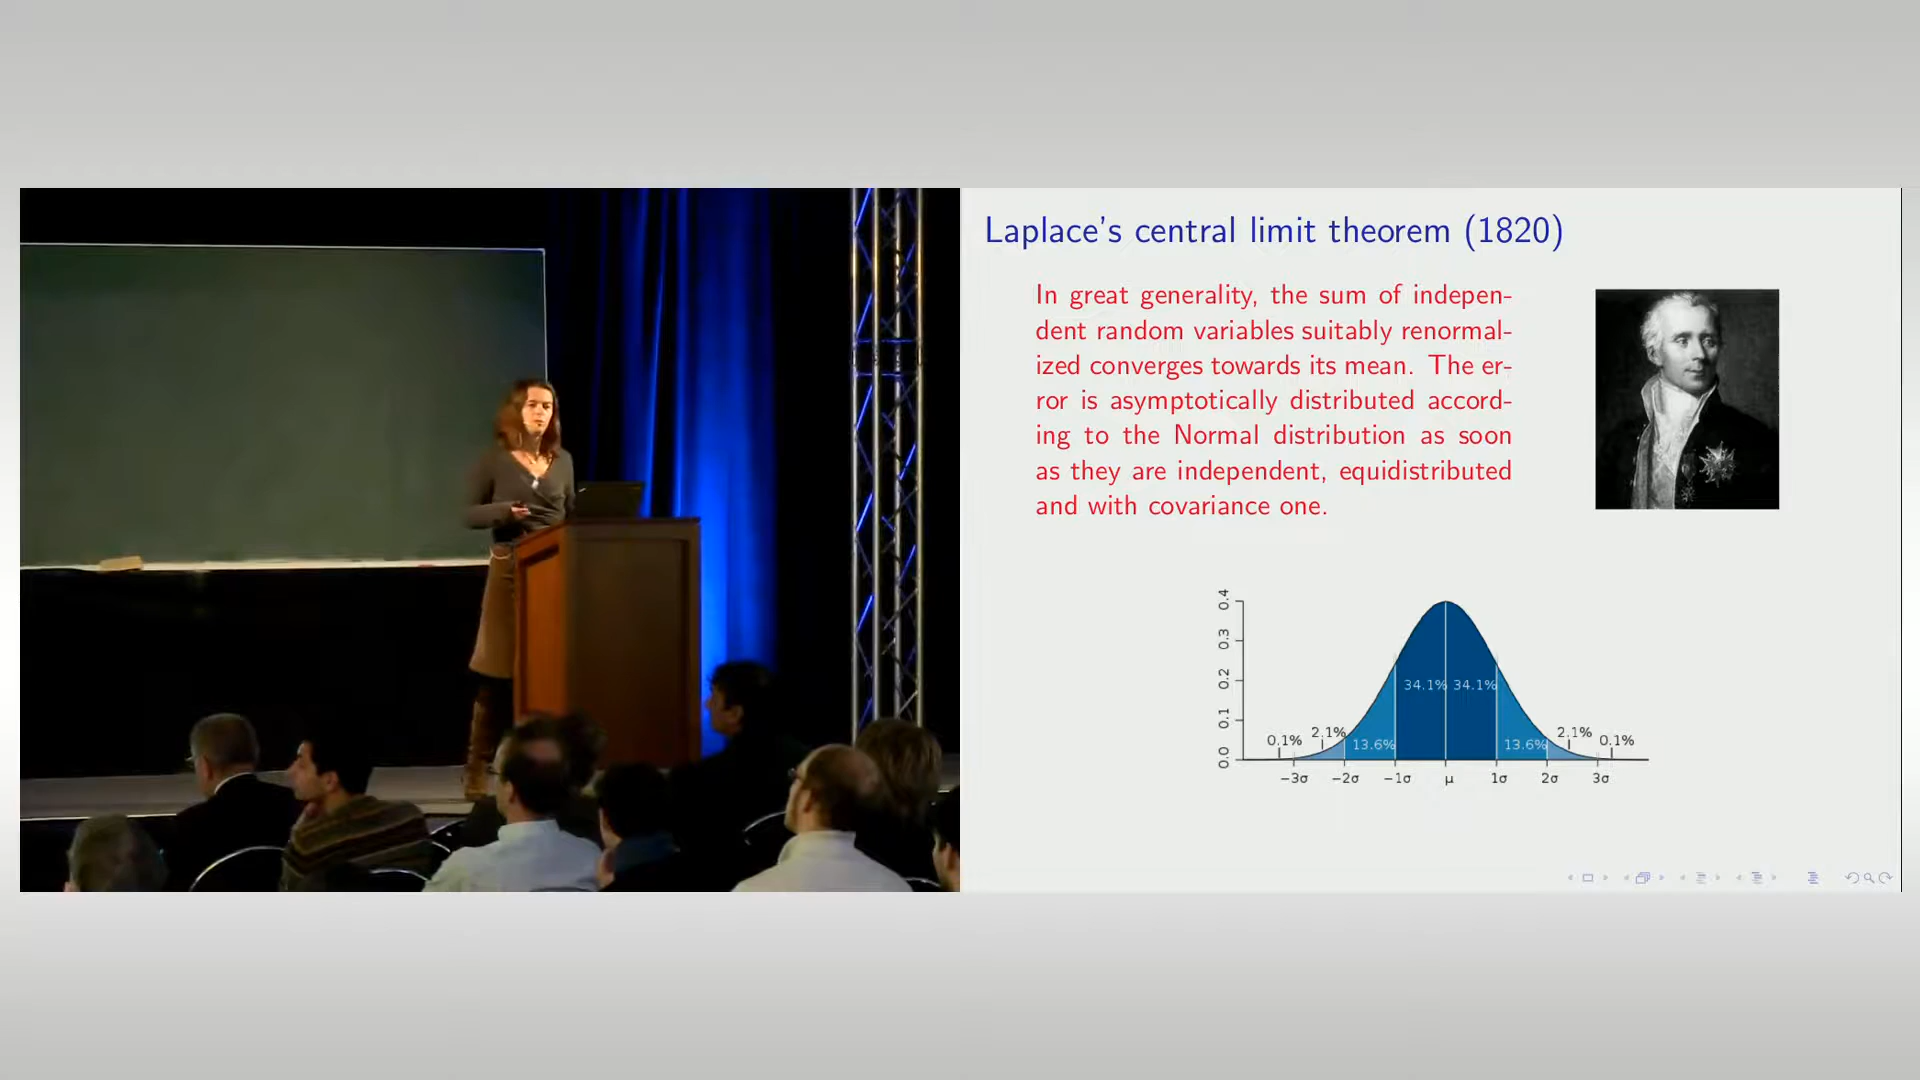 Laplace's central limit theorem (1820)
In great generality, the sum of indepen-
dent random variables suitably renormal-
ized converges towards its mean. The er-
ror is asymptotically distributed accord-
ing to the Normal distribution as soon
as they are independent, equidistributed
and with covariance one.
0.4
0.3
0.2
0.1
0.0
34.1% 34.1%
0.1% 2.1% 13.6% 13.6% 2.1% 0.1%
−3σ −2σ −1σ μ 1σ 2σ 3σ